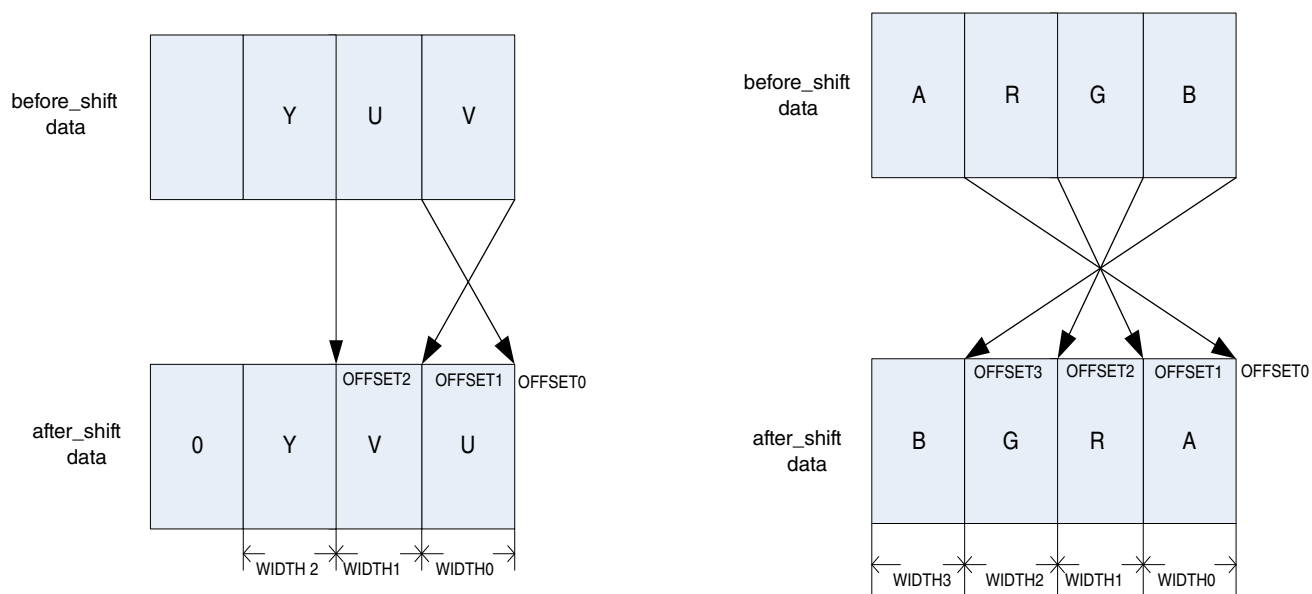 before_shift
data
Y U V
OFFSET2 OFFSET1 OFFSET0
after_shift
data
0 Y V U
WIDTH 2 WIDTH1 WIDTH0
before_shift
data
A R G B
OFFSET3 OFFSET2 OFFSET1 OFFSET0
after_shift
data
B G R A
WIDTH3 WIDTH2 WIDTH1 WIDTH0